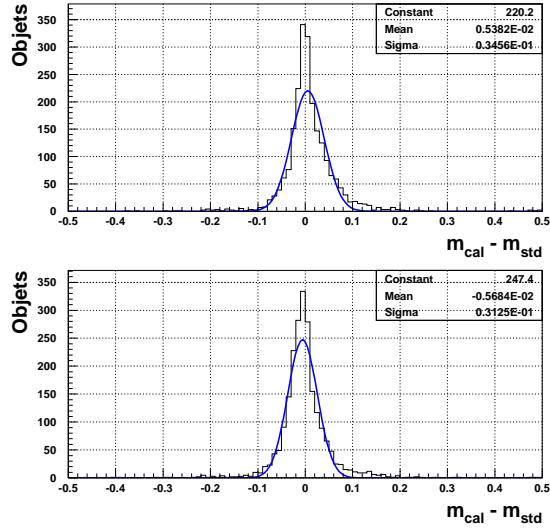 Objets
Constant 220.2
Mean 0.5382E-02
Sigma 0.3456E-01
350
300
250
200
150
100
50
0
-0.5 -0.4 -0.3 -0.2 -0.1 0 0.1 0.2 0.3 0.4 0.5
m_cal - m_std
Objets
Constant 247.4
Mean -0.5684E-02
Sigma 0.3125E-01
350
300
250
200
150
100
50
0
-0.5 -0.4 -0.3 -0.2 -0.1 0 0.1 0.2 0.3 0.4 0.5
m_cal - m_std